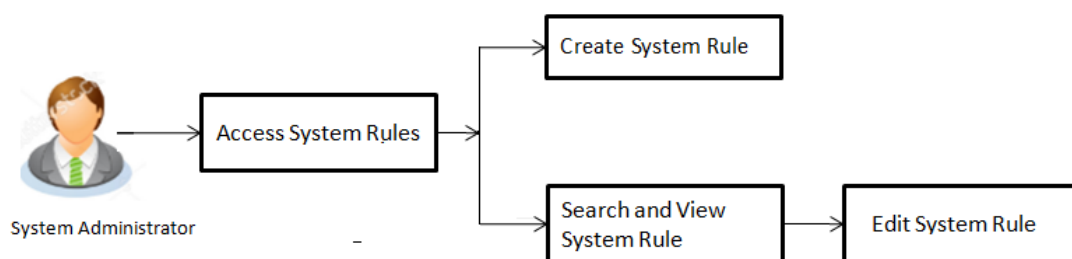 Create System Rule
Access System Rules
System Administrator
Search and View
System Rule
Edit System Rule